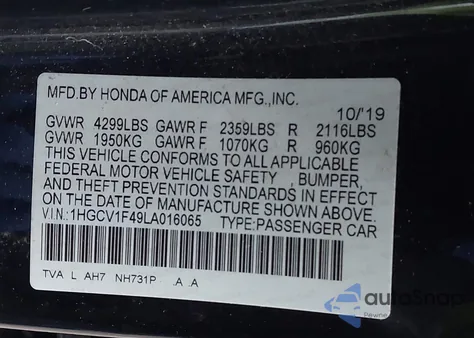 MFD.BY HONDA OF AMERICA MFG.,INC.
10/'19
GVWR 4299LBS GAWR F 2359LBS R 2116LBS
GVWR 1950KG GAWR F 1070KG R 960KG
THIS VEHICLE CONFORMS TO ALL APPLICABLE
FEDERAL MOTOR VEHICLE SAFETY , BUMPER,
AND THEFT PREVENTION STANDARDS IN EFFECT
ON THE DATE OF MANUFACTURE SHOWN ABOVE.
V.I.N.:1HGCV1F49LA016065 TYPE:PASSENGER CAR
TVA L AH7 NH731P A A
autoSnap
Pewne